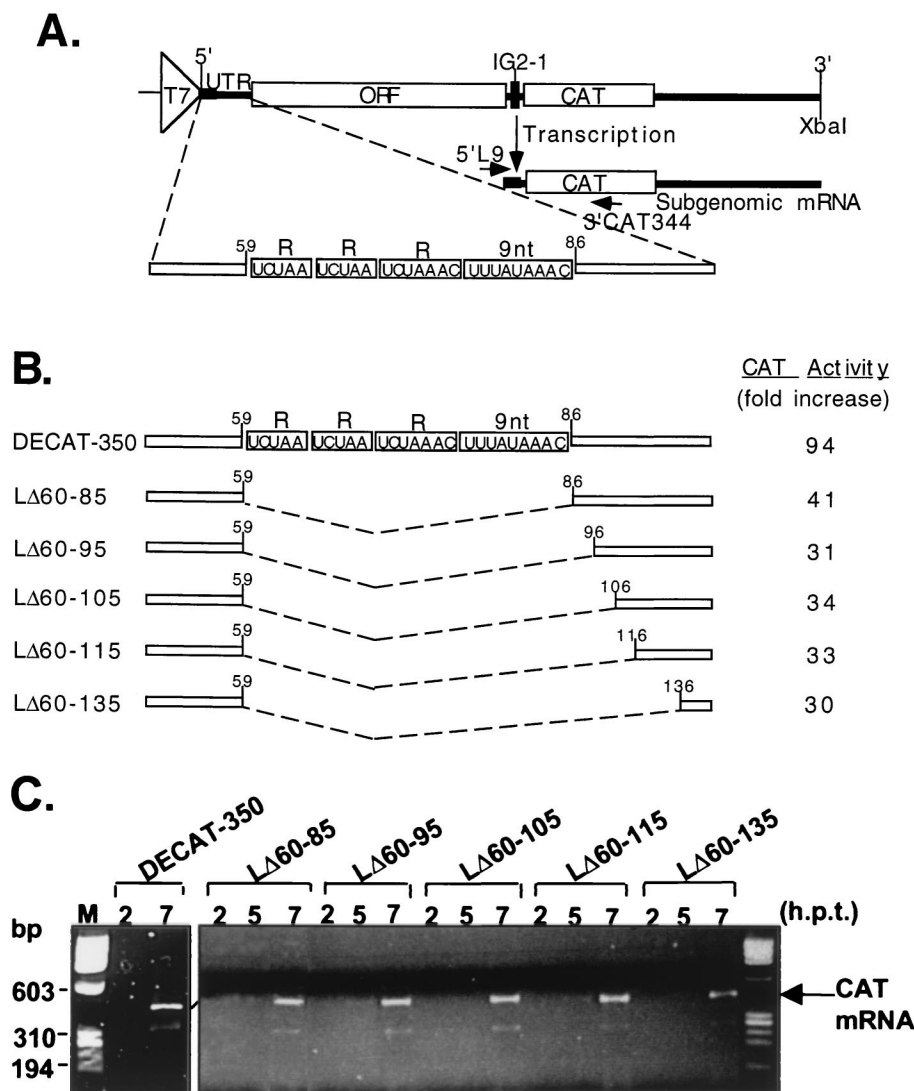 A.
5'
UTR
T7
ORF
IG2-1
CAT
3'
XbaI
Transcription
5'L9
CAT
Subgenomic mRNA
3'CAT344
59 R R R 9nt 86
UCUAA UCUAA UCUAAAC UUUAUAAAC
B.
CAT Activity
(fold increase)
59 R R R 9nt 86
DECAT-350 UCUAA UCUAA UCUAAAC UUUAUAAAC 94
59 86
LΔ60-85 41
59 96
LΔ60-95 31
59 106
LΔ60-105 34
59 116
LΔ60-115 33
59 136
LΔ60-135 30
C.
DECAT-350 LΔ60-85 LΔ60-95 LΔ60-105 LΔ60-115 LΔ60-135
M 2 7 2 5 7 2 5 7 2 5 7 2 5 7 2 5 7 (h.p.t.)
bp
603
310
194
CAT
mRNA